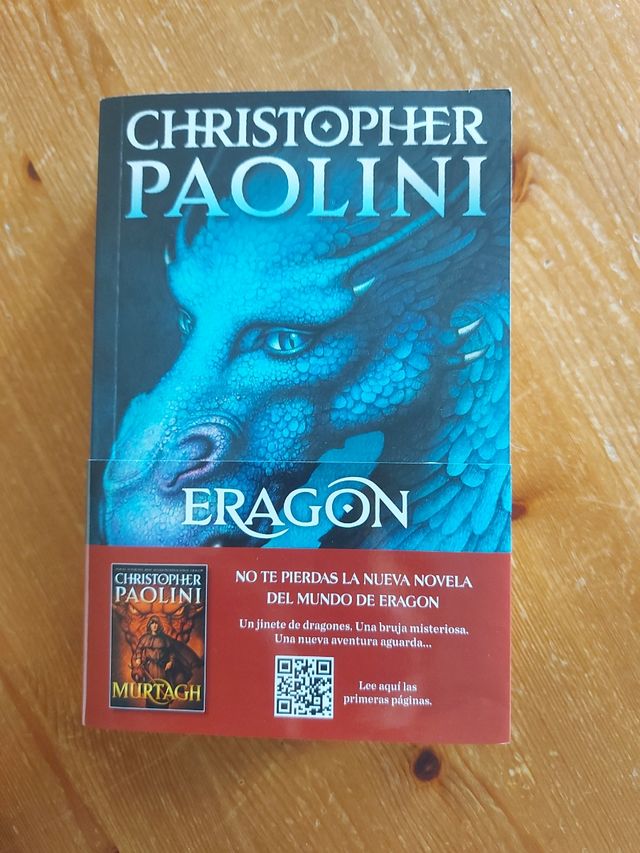 CHRISTOPHER
PAOLINI
ERAGON
CHRISTOPHER
PAOLINI
MURTAGH
NO TE PIERDAS LA NUEVA NOVELA
DEL MUNDO DE ERAGON
Un jinete de dragones. Una bruja misteriosa.
Una nueva aventura aguarda...
Lee aquí las
primeras páginas.